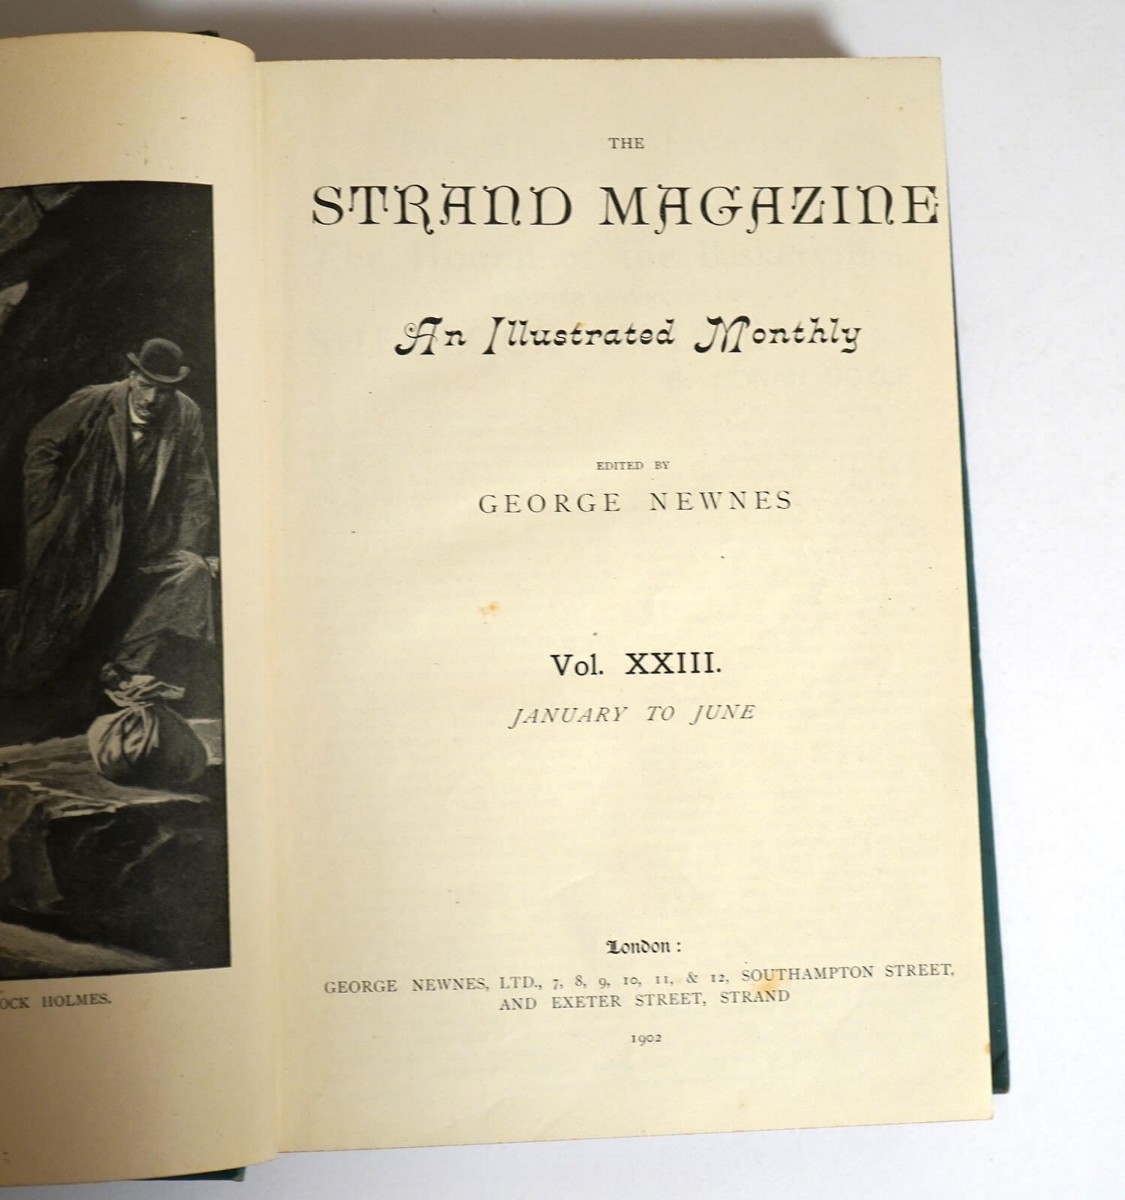 OCK HOLMES.
THE
STRAND MAGAZINE
An Illustrated Monthly
EDITED BY
GEORGE NEWNES
Vol. XXIII.
JANUARY TO JUNE
London:
GEORGE NEWNES, LTD., 7, 8, 9, 10, 11, & 12, SOUTHAMPTON STREET,
AND EXETER STREET, STRAND
1902